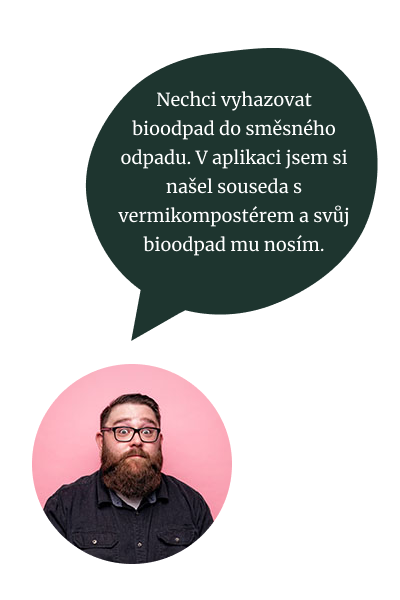 Nechci vyhazovat
bioodpad do směsného
odpadu. V aplikaci jsem si
našel souseda s
vermikompostérem a svůj
bioodpad mu nosím.